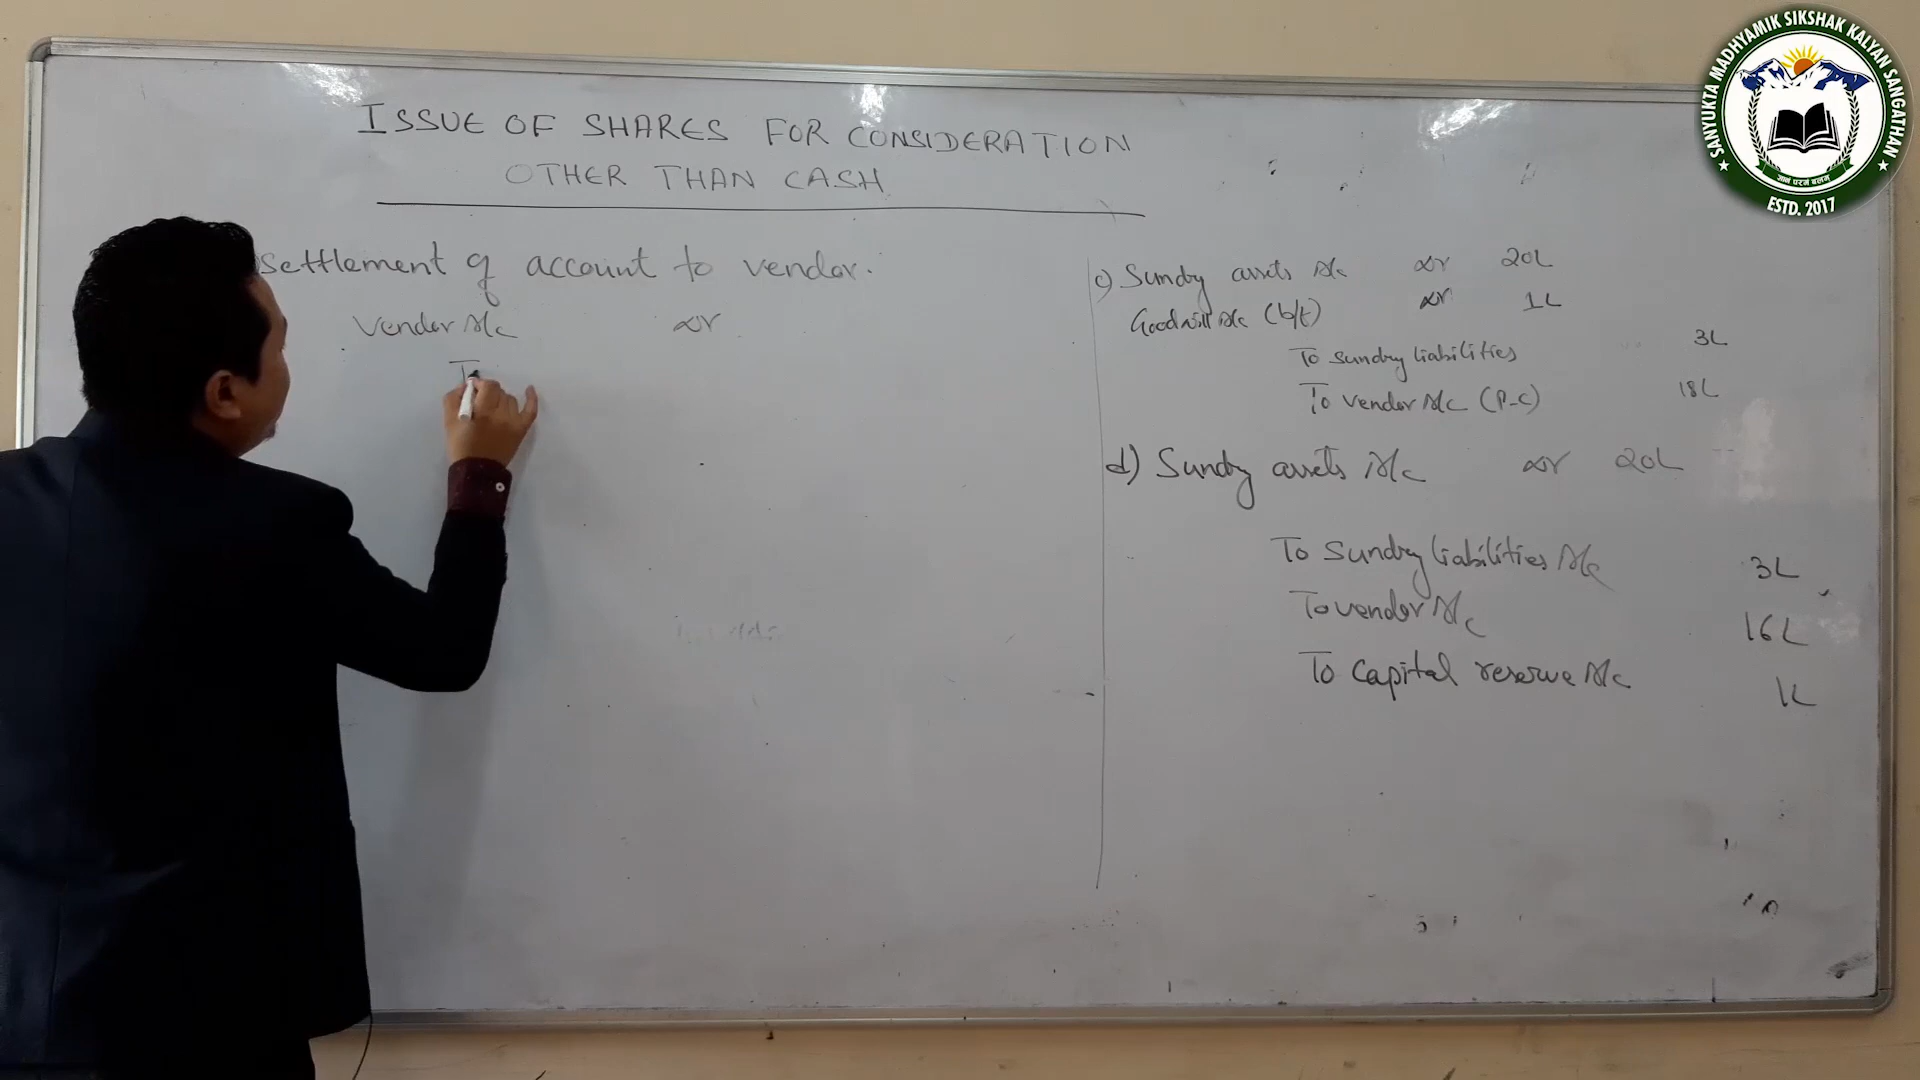 ISSUE OF SHARES FOR CONSIDERATION
OTHER THAN CASH
settlement of account to vendor.
Vendor A/c Dr
To
c) Sundry assets A/c Dr 20L
Goodwill A/c (b/f) Dr 1L
To Sundry liabilities 3L
To vendor A/c (P.C) 18L
d) Sundry assets A/c Dr 20L
To Sundry liabilities A/c 3L
To vendor A/c 16L
To Capital reserve A/c 1L
SANYUKTA MADHYAMIK SIKSHAK KALYAN SANGATHAN
ESTD. 2017